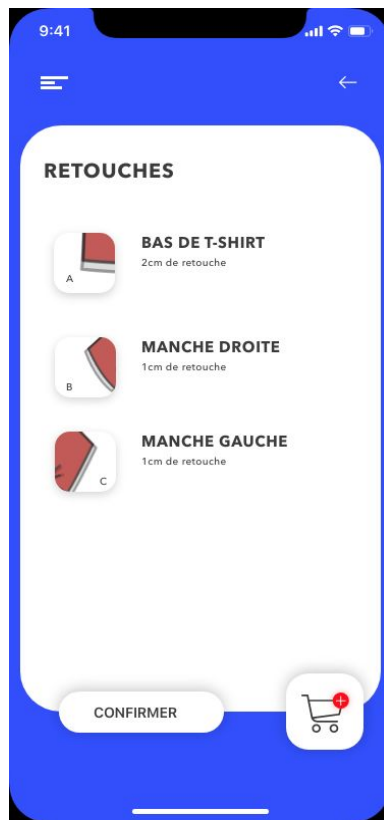 9:41
RETOUCHES
A
BAS DE T-SHIRT
2cm de retouche
B
MANCHE DROITE
1cm de retouche
C
MANCHE GAUCHE
1cm de retouche
CONFIRMER